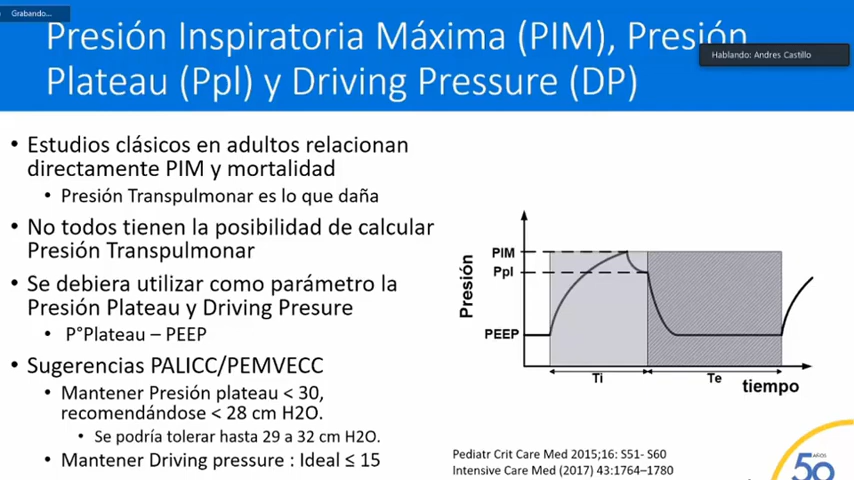 Grabando...
Presión Inspiratoria Máxima (PIM), Presión
Hablando: Andres Castillo
Plateau (Ppl) y Driving Pressure (DP)
• Estudios clásicos en adultos relacionan
directamente PIM y mortalidad
• Presión Transpulmonar es lo que daña
• No todos tienen la posibilidad de calcular
Presión Transpulmonar
• Se debiera utilizar como parámetro la
Presión Plateau y Driving Presure
• P°Plateau – PEEP
• Sugerencias PALICC/PEMVECC
• Mantener Presión plateau < 30,
recomendándose < 28 cm H2O.
• Se podría tolerar hasta 29 a 32 cm H2O.
• Mantener Driving pressure : Ideal ≤ 15
Presión
PIM
Ppl
PEEP
Ti
Te
tiempo
Pediatr Crit Care Med 2015;16: S51- S60
Intensive Care Med (2017) 43:1764–1780
50
AÑOS